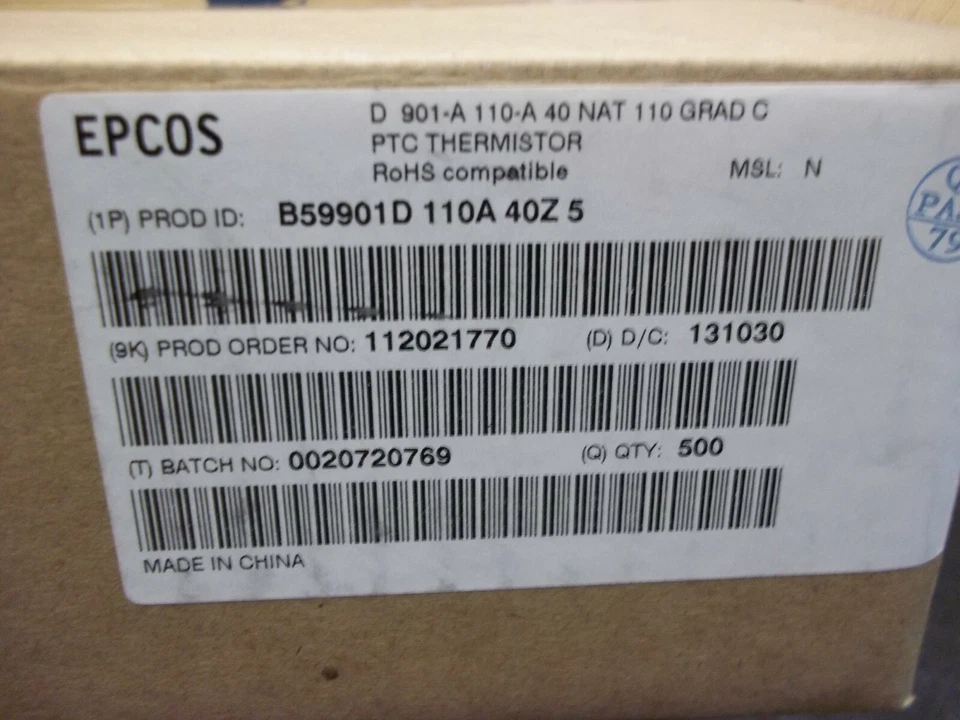 EPCOS
D 901-A 110-A 40 NAT 110 GRAD C
PTC THERMISTOR
RoHS compatible
MSL: N
(1P) PROD ID: B59901D 110A 40Z 5
(9K) PROD ORDER NO: 112021770 (D) D/C: 131030
(T) BATCH NO: 0020720769 (Q) QTY: 500
MADE IN CHINA